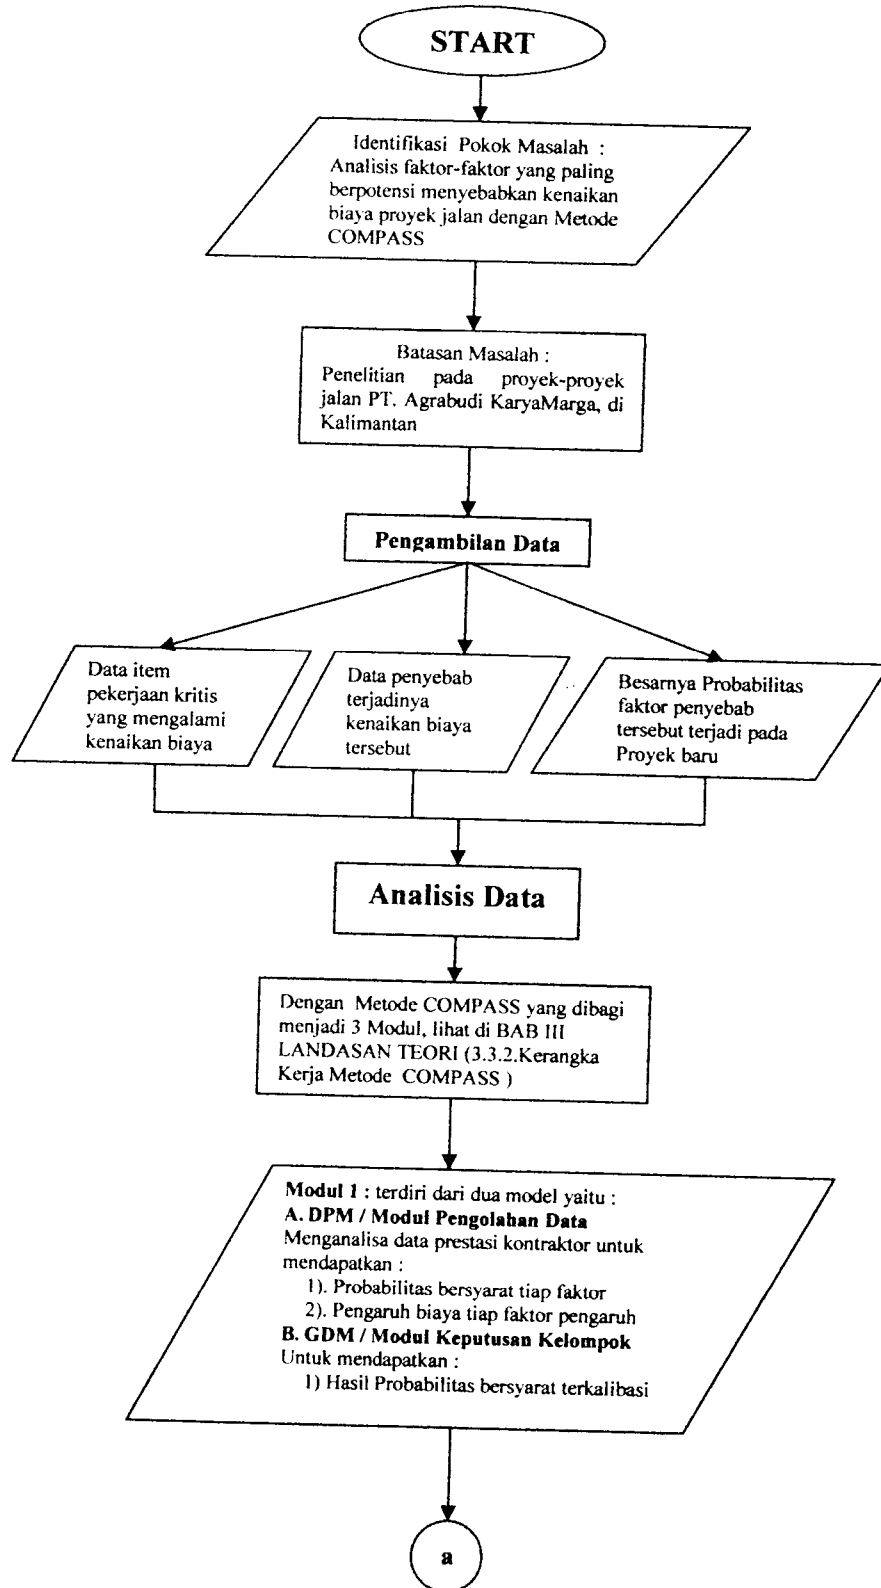 START
Identifikasi Pokok Masalah :
Analisis faktor-faktor yang paling
berpotensi menyebabkan kenaikan
biaya proyek jalan dengan Metode
COMPASS
Batasan Masalah :
Penelitian pada proyek-proyek
jalan PT. Agrabudi KaryaMarga, di
Kalimantan
Pengambilan Data
Data item
pekerjaan kritis
yang mengalami
kenaikan biaya
Data penyebab
terjadinya
kenaikan biaya
tersebut
Besarnya Probabilitas
faktor penyebab
tersebut terjadi pada
Proyek baru
Analisis Data
Dengan Metode COMPASS yang dibagi
menjadi 3 Modul, lihat di BAB III
LANDASAN TEORI (3.3.2.Kerangka
Kerja Metode COMPASS )
Modul 1 : terdiri dari dua model yaitu :
A. DPM / Modul Pengolahan Data
Menganalisa data prestasi kontraktor untuk
mendapatkan :
1). Probabilitas bersyarat tiap faktor
2). Pengaruh biaya tiap faktor pengaruh
B. GDM / Modul Keputusan Kelompok
Untuk mendapatkan :
1) Hasil Probabilitas bersyarat terkalibasi
a